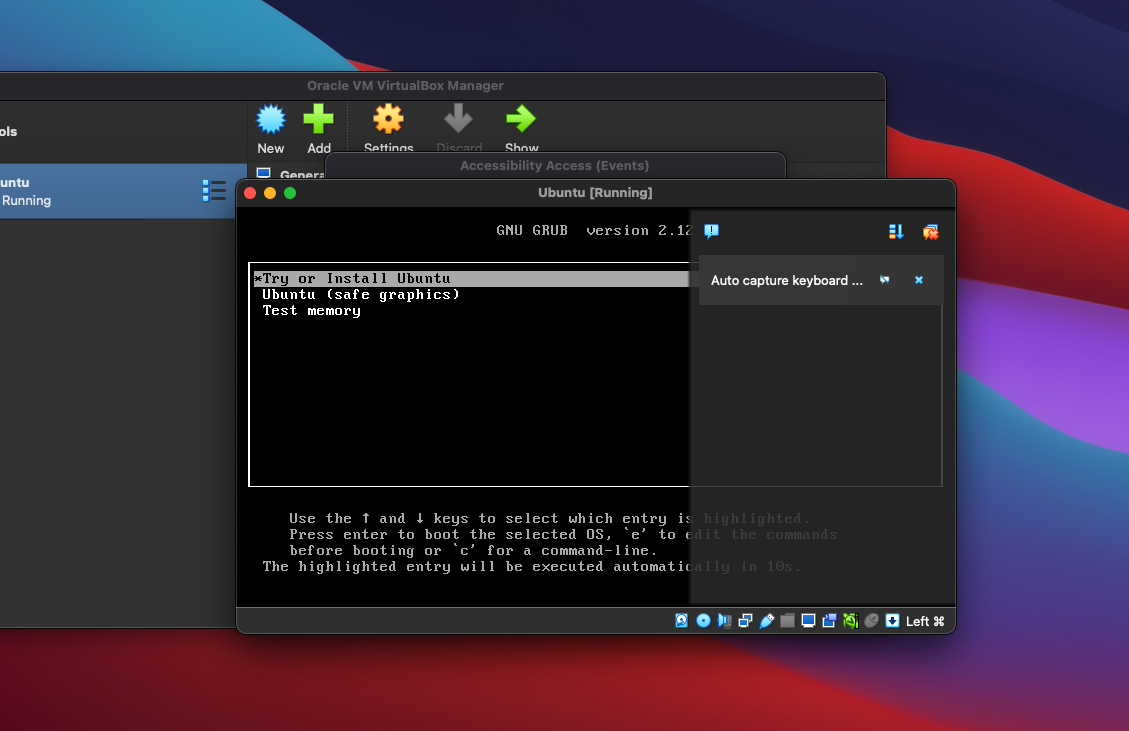 Oracle VM VirtualBox Manager
ols
New
Add
Settings
Discard
Show
untu
Running
Genera
Accessibility Access (Events)
Ubuntu [Running]
GNU GRUB  version 2.12
*Try or Install Ubuntu
Ubuntu (safe graphics)
Test memory
Auto capture keyboard ...
Use the ↑ and ↓ keys to select which entry is highlighted.
Press enter to boot the selected OS, `e' to edit the commands
before booting or `c' for a command-line.
The highlighted entry will be executed automatically in 10s.
Left ⌘